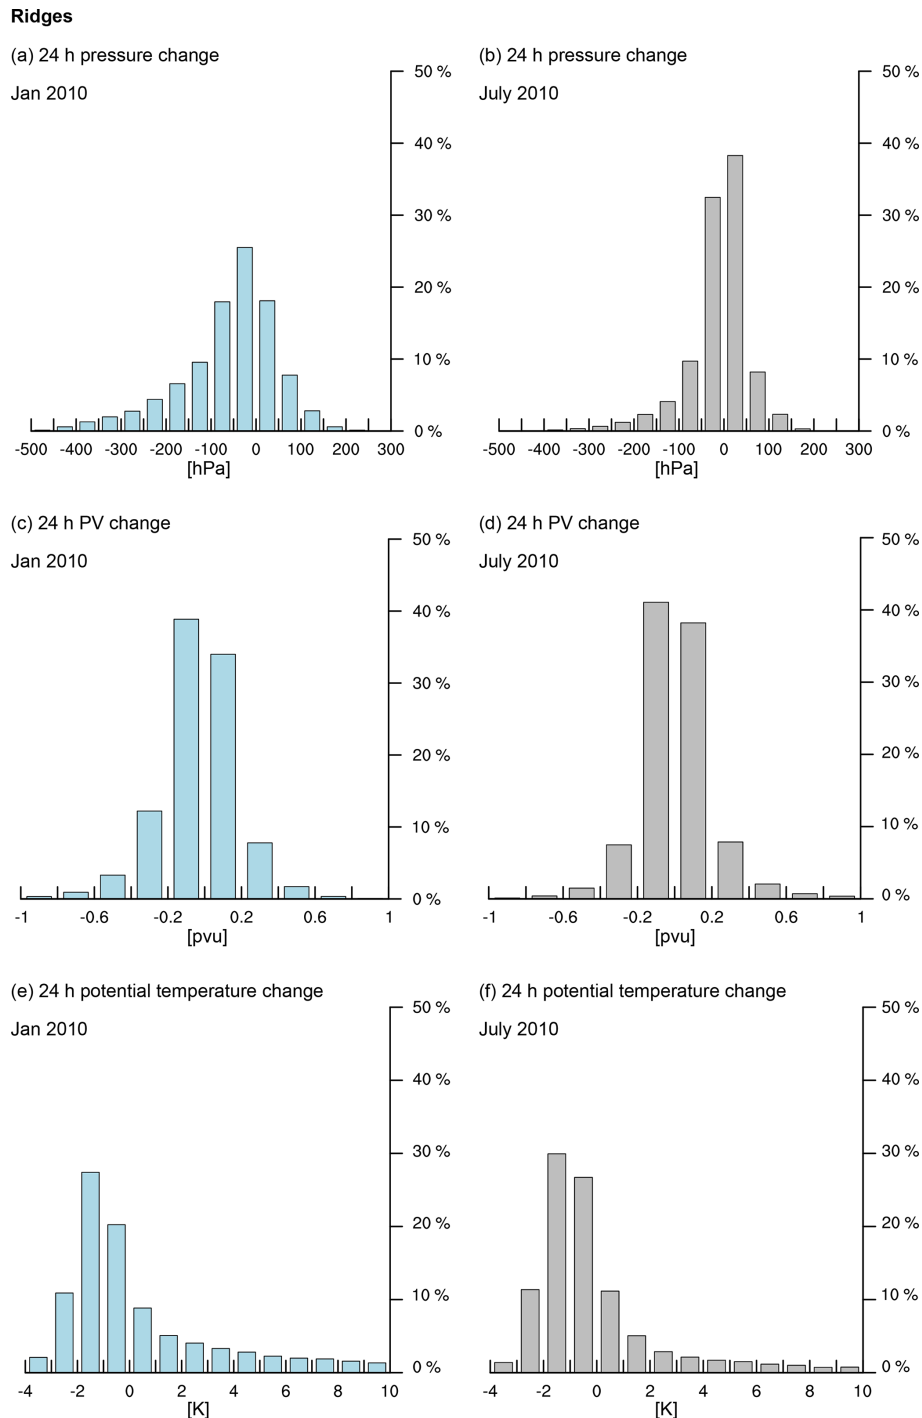 Ridges
(a) 24 h pressure change
Jan 2010
50 %
40 %
30 %
20 %
10 %
0 %
-500 -400 -300 -200 -100 0 100 200 300
[hPa]
(b) 24 h pressure change
July 2010
50 %
40 %
30 %
20 %
10 %
0 %
-500 -400 -300 -200 -100 0 100 200 300
[hPa]
(c) 24 h PV change
Jan 2010
50 %
40 %
30 %
20 %
10 %
0 %
-1 -0.6 -0.2 0.2 0.6 1
[pvu]
(d) 24 h PV change
July 2010
50 %
40 %
30 %
20 %
10 %
0 %
-1 -0.6 -0.2 0.2 0.6 1
[pvu]
(e) 24 h potential temperature change
Jan 2010
50 %
40 %
30 %
20 %
10 %
0 %
-4 -2 0 2 4 6 8 10
[K]
(f) 24 h potential temperature change
July 2010
50 %
40 %
30 %
20 %
10 %
0 %
-4 -2 0 2 4 6 8 10
[K]